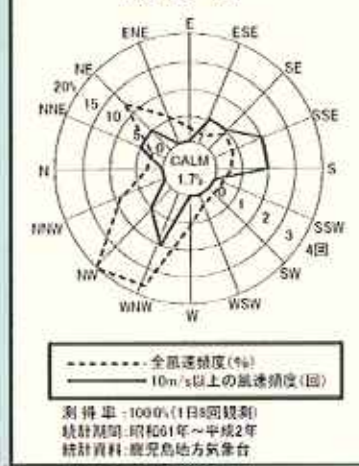 E
ENE
ESE
NE
SE
20%
15
NNE
10
SSE
5
0
N
CALM
1.7%
S
0
1
2
3
4回
NNW
SSW
NW
SW
WNW
WSW
W
全風速頻度(%)
10m/s以上の風速頻度(回)
測得率:100%(1日8回観測)
統計期間:昭和61年~平成2年
統計資料:鹿児島地方気象台